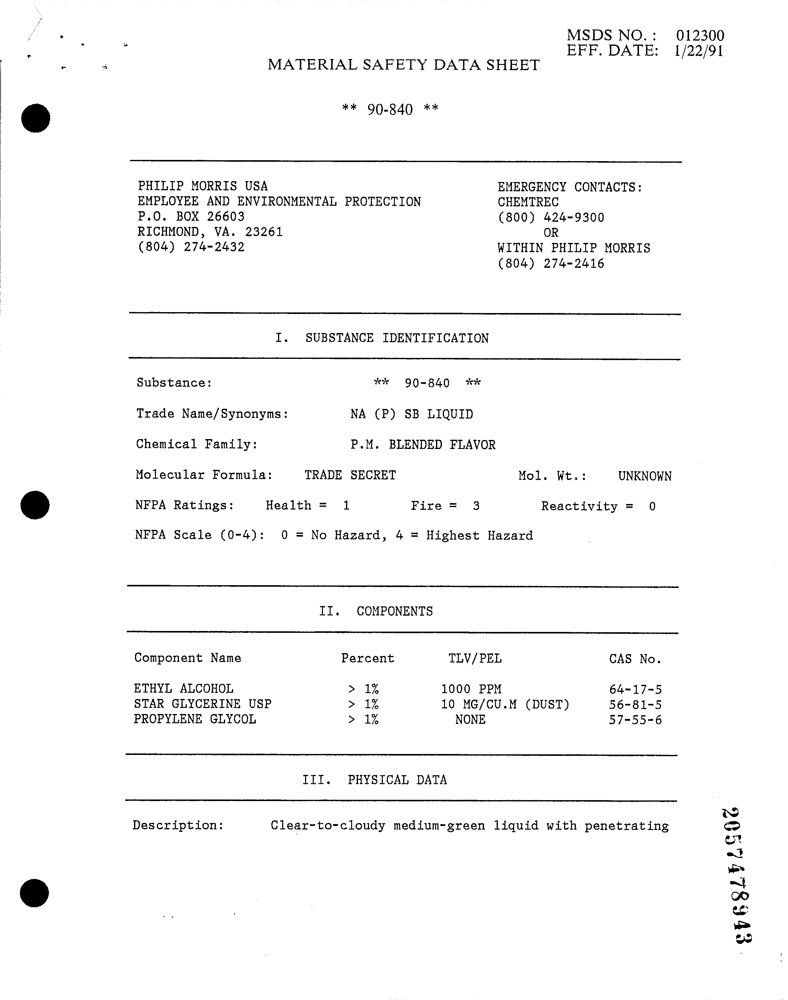 MSDS NO. : 012300
EFF. DATE: 1/22/91
MATERIAL SAFETY DATA SHEET
** 90-840 **
PHILIP MORRIS USA
EMPLOYEE AND ENVIRONMENTAL PROTECTION
P.O. BOX 26603
RICHMOND, VA. 23261
(804) 274-2432
EMERGENCY CONTACTS:
CHEMTREC
(800) 424-9300
OR
WITHIN PHILIP MORRIS
(804) 274-2416
I. SUBSTANCE IDENTIFICATION
Substance: ** 90-840 **
Trade Name/Synonyms: NA (P) SB LIQUID
Chemical Family: P.M. BLENDED FLAVOR
Molecular Formula: TRADE SECRET Mol. Wt.: UNKNOWN
NFPA Ratings: Health = 1 Fire = 3 Reactivity = 0
NFPA Scale (0-4): 0 = No Hazard, 4 = Highest Hazard
II. COMPONENTS
Component Name Percent TLV/PEL CAS No.
ETHYL ALCOHOL > 1% 1000 PPM 64-17-5
STAR GLYCERINE USP > 1% 10 MG/CU.M (DUST) 56-81-5
PROPYLENE GLYCOL > 1% NONE 57-55-6
III. PHYSICAL DATA
Description: Clear-to-cloudy medium-green liquid with penetrating
2057478943